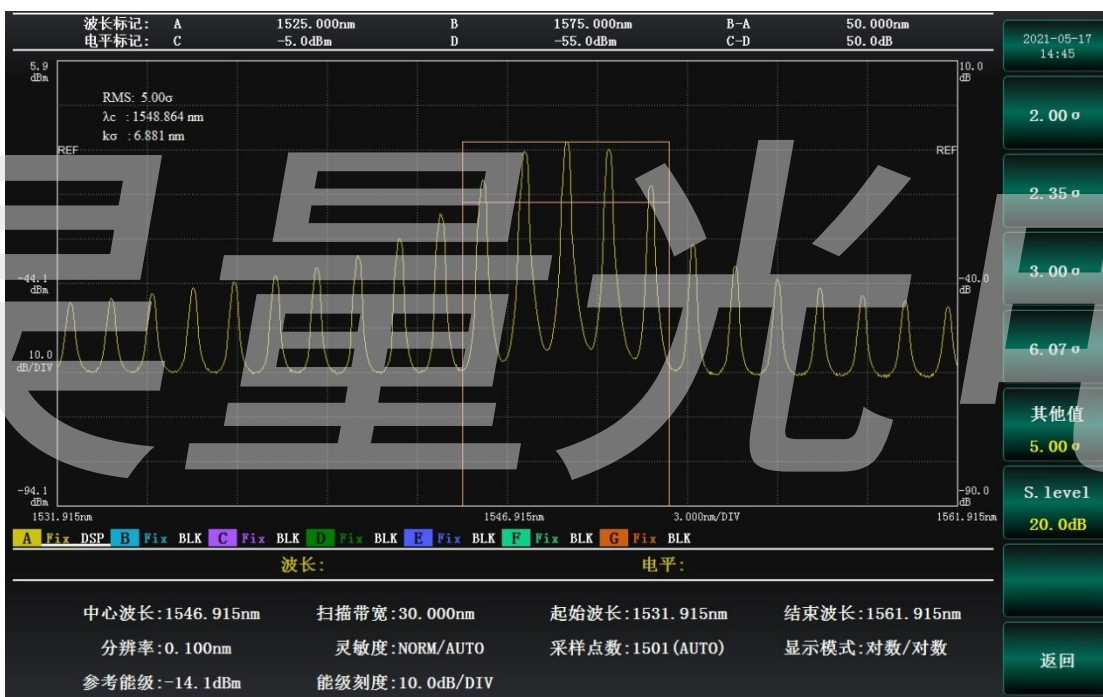 波长标记: A 1525.000nm B 1575.000nm B-A 50.000nm
电平标记: C -5.0dBm D -55.0dBm C-D 50.0dB
2021-05-17
14:45
5.9
dBm
10.0
dB
RMS: 5.00σ
λc :1548.864 nm
kσ :6.881 nm
REF
REF
2.00σ
2.35σ
3.00σ
6.07σ
其他值
5.00σ
S.level
20.0dB
返回
-44.1
dBm
-40.0
dB
10.0
dB/DIV
-94.1
dBm
-90.0
dB
1531.915nm 1546.915nm 3.000nm/DIV 1561.915nm
A Fix DSP B Fix BLK C Fix BLK D Fix BLK E Fix BLK F Fix BLK G Fix BLK
波长: 电平:
中心波长:1546.915nm 扫描带宽:30.000nm 起始波长:1531.915nm 结束波长:1561.915nm
分辨率:0.100nm 灵敏度:NORM/AUTO 采样点数:1501(AUTO) 显示模式:对数/对数
参考能级:-14.1dBm 能级刻度:10.0dB/DIV
量光